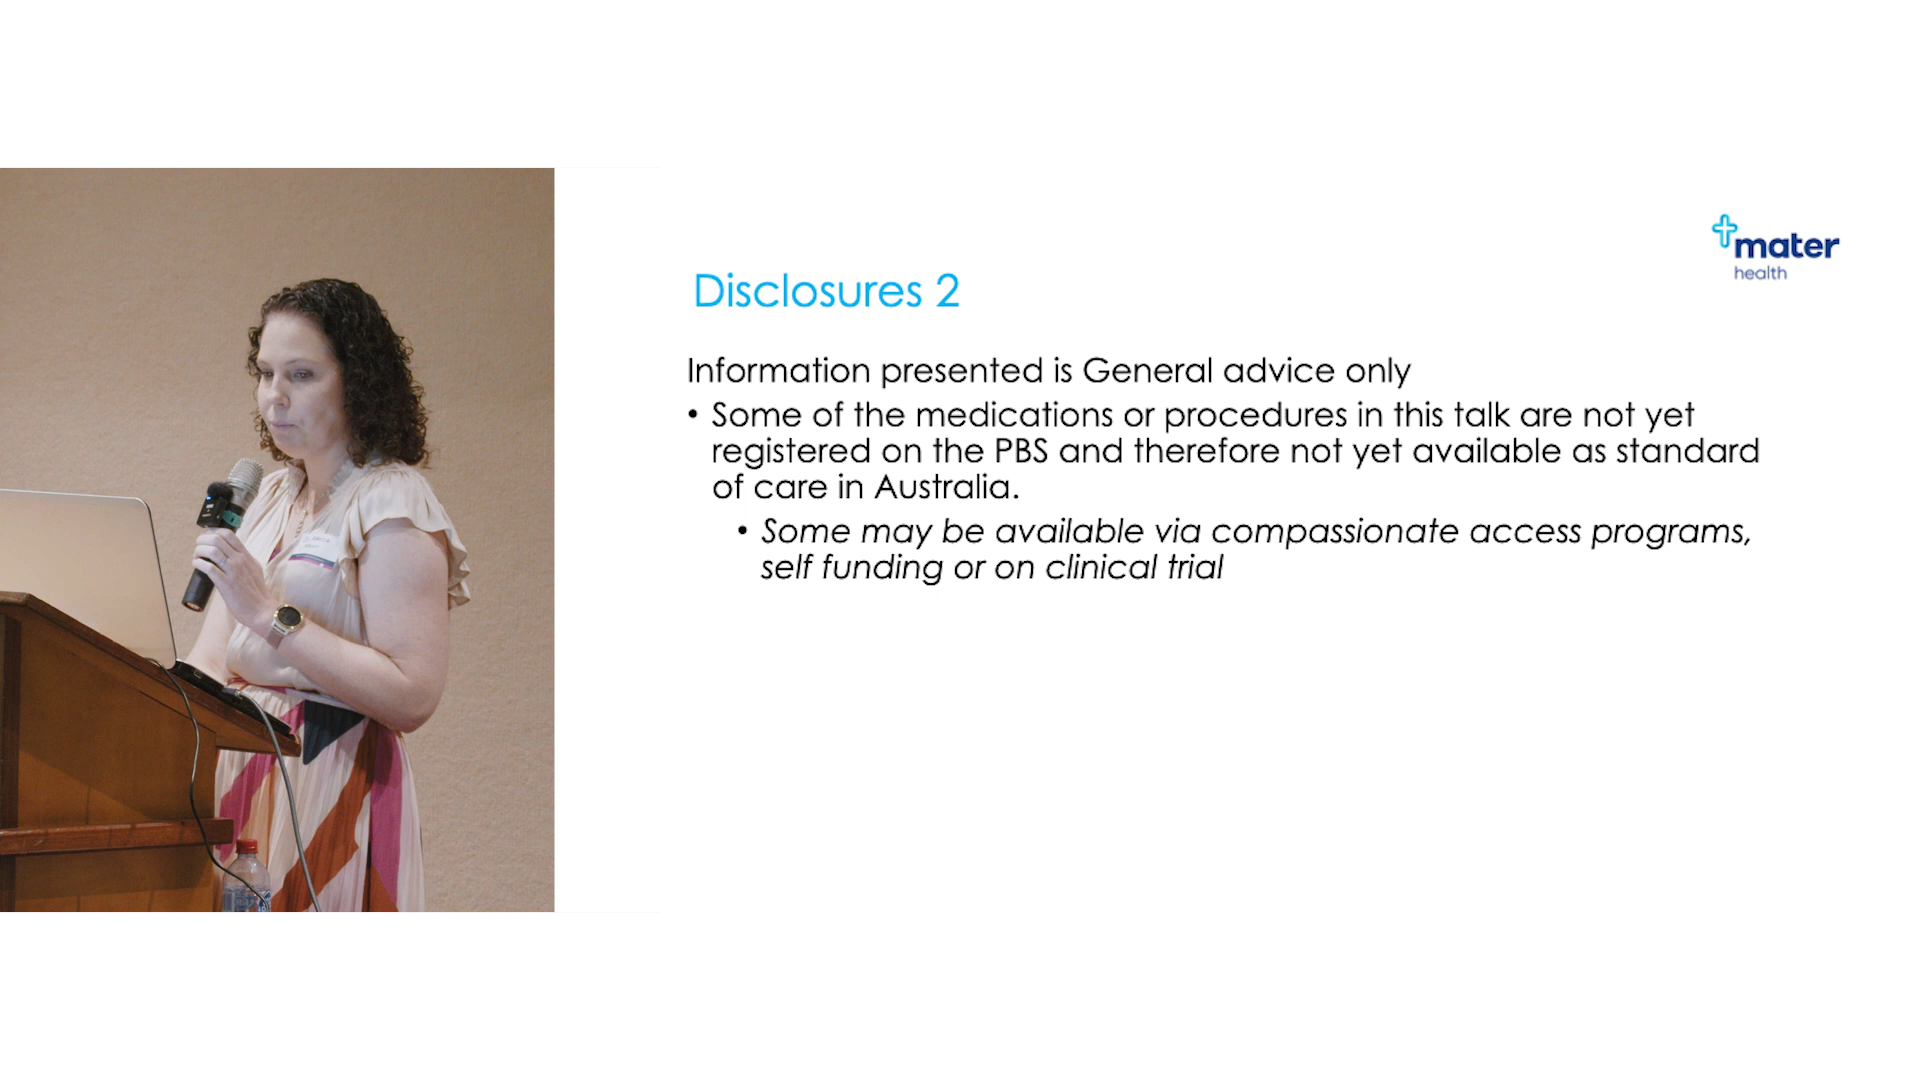 mater
health
Disclosures 2
Information presented is General advice only
• Some of the medications or procedures in this talk are not yet
registered on the PBS and therefore not yet available as standard
of care in Australia.
• Some may be available via compassionate access programs,
self funding or on clinical trial